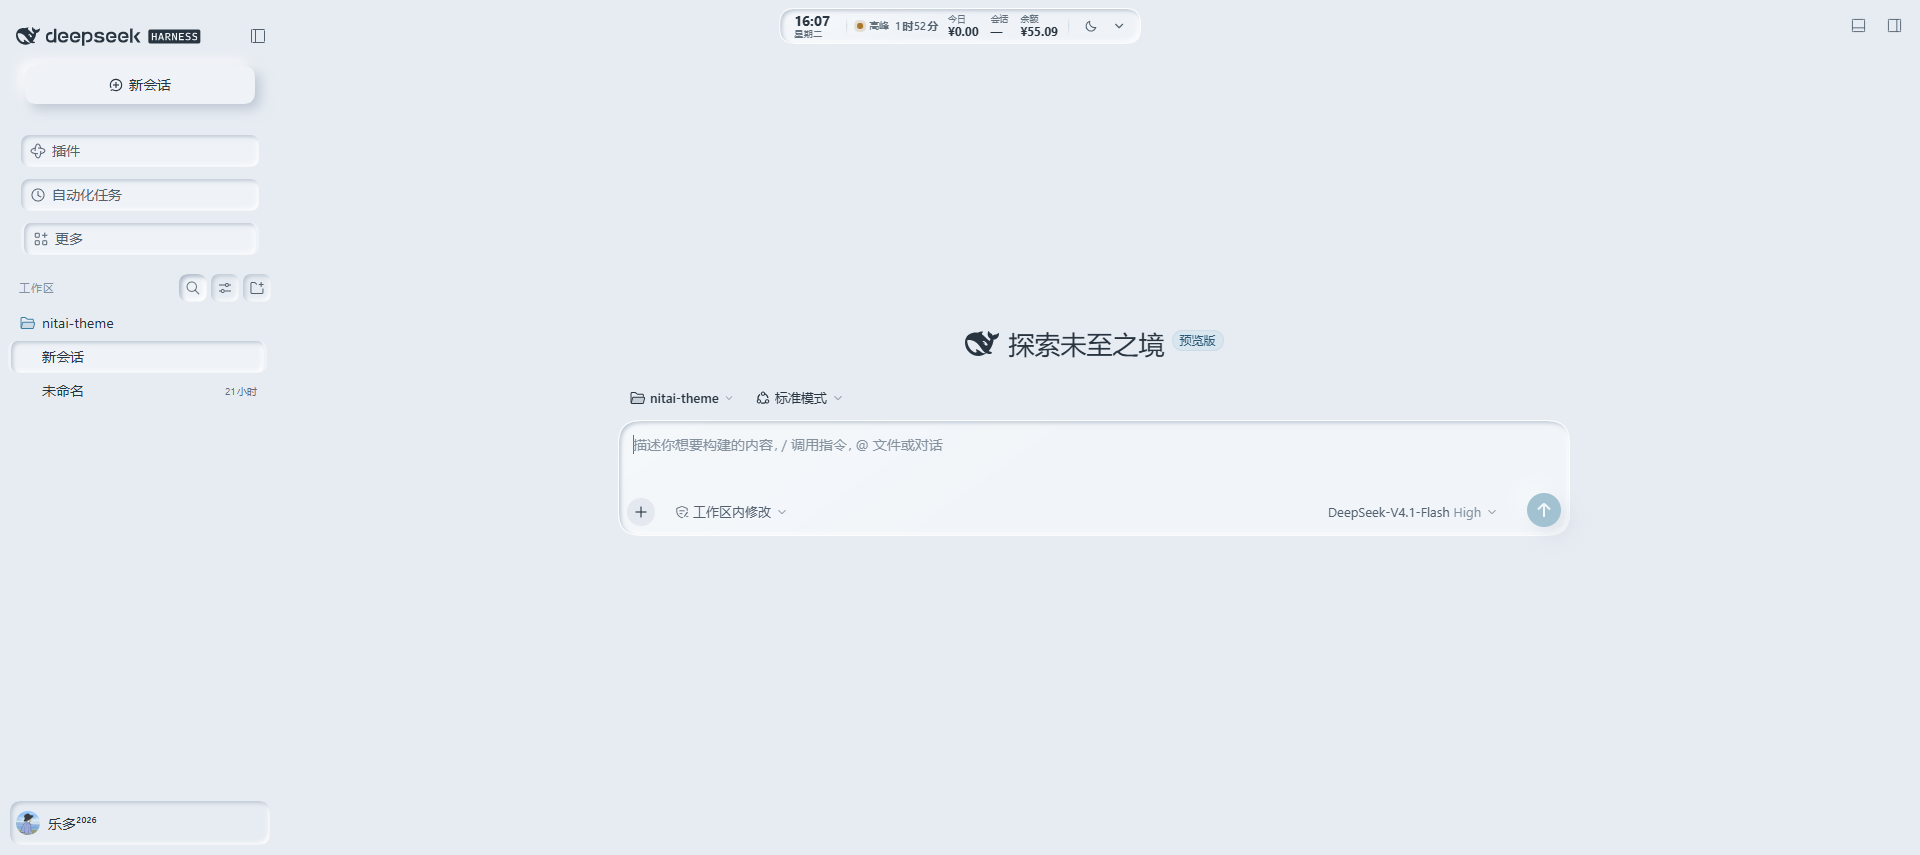 deepseek HARNESS
新会话
插件
自动化任务
更多
工作区
nitai-theme
新会话
未命名 21小时
乐多2026
16:07
星期二
高峰 1时52分
今日
¥0.00
会话
—
余额
¥55.09
探索未至之境 预览版
nitai-theme 标准模式
描述你想要构建的内容, / 调用指令, @ 文件或对话
工作区内修改
DeepSeek-V4.1-Flash High